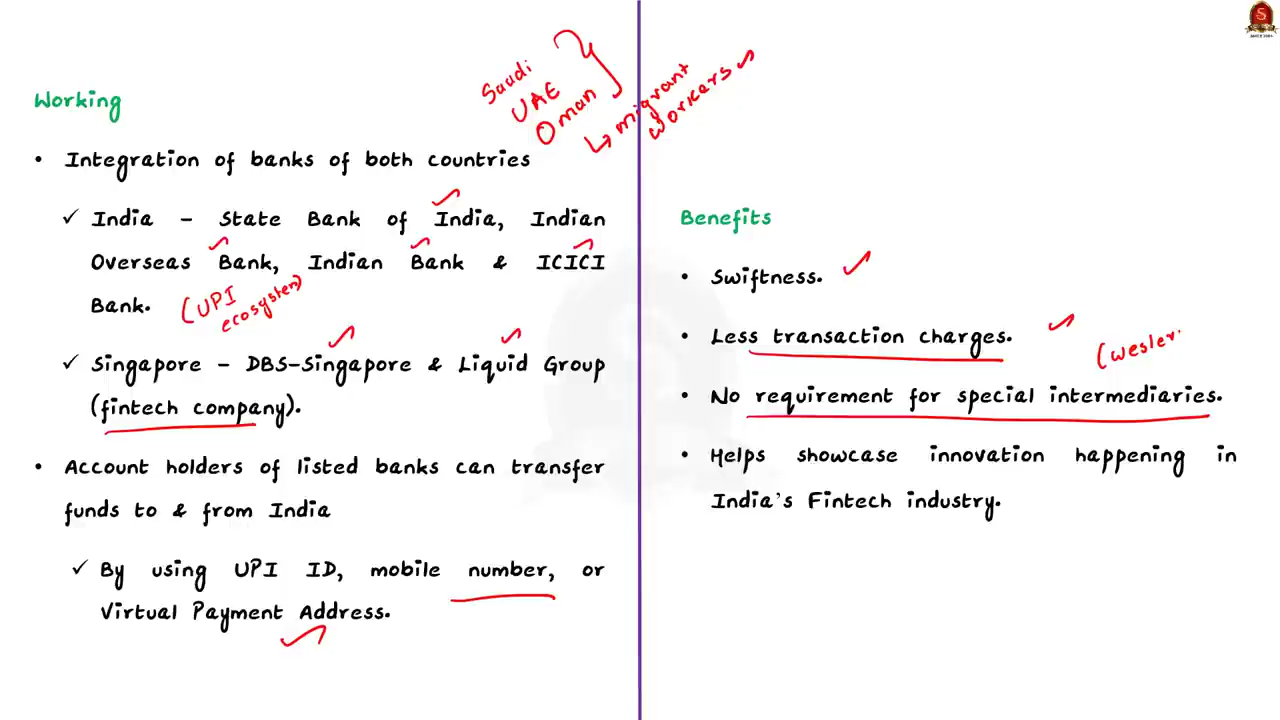 Working
• Integration of banks of both countries
✓ India - State Bank of India, Indian
Overseas Bank, Indian Bank & ICICI
Bank.
(UPI
ecosystem)
✓ Singapore - DBS-Singapore & Liquid Group
(fintech company).
• Account holders of listed banks can transfer
funds to & from India
✓ By using UPI ID, mobile number, or
Virtual Payment Address.
Saudi
UAE
Oman
↳ migrant
workers
Benefits
• Swiftness.
• Less transaction charges.
• No requirement for special intermediaries.
• Helps showcase innovation happening in
India's Fintech industry.